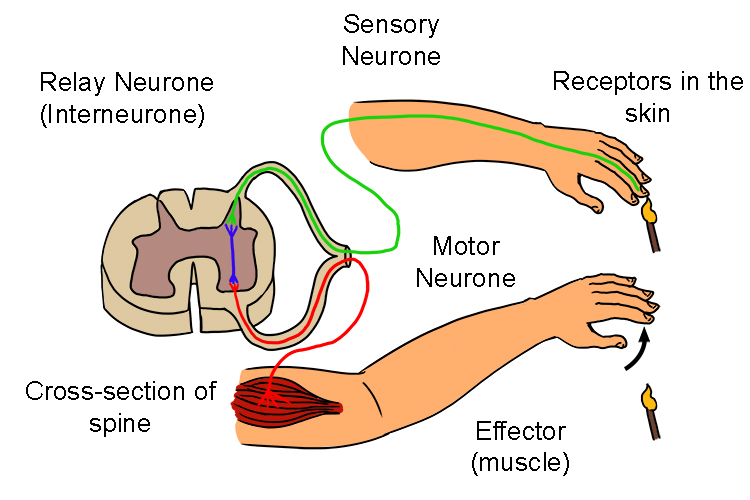 Sensory
Neurone
Relay Neurone
(Interneurone)
Receptors in the
skin
Motor
Neurone
Cross-section of
spine
Effector
(muscle)